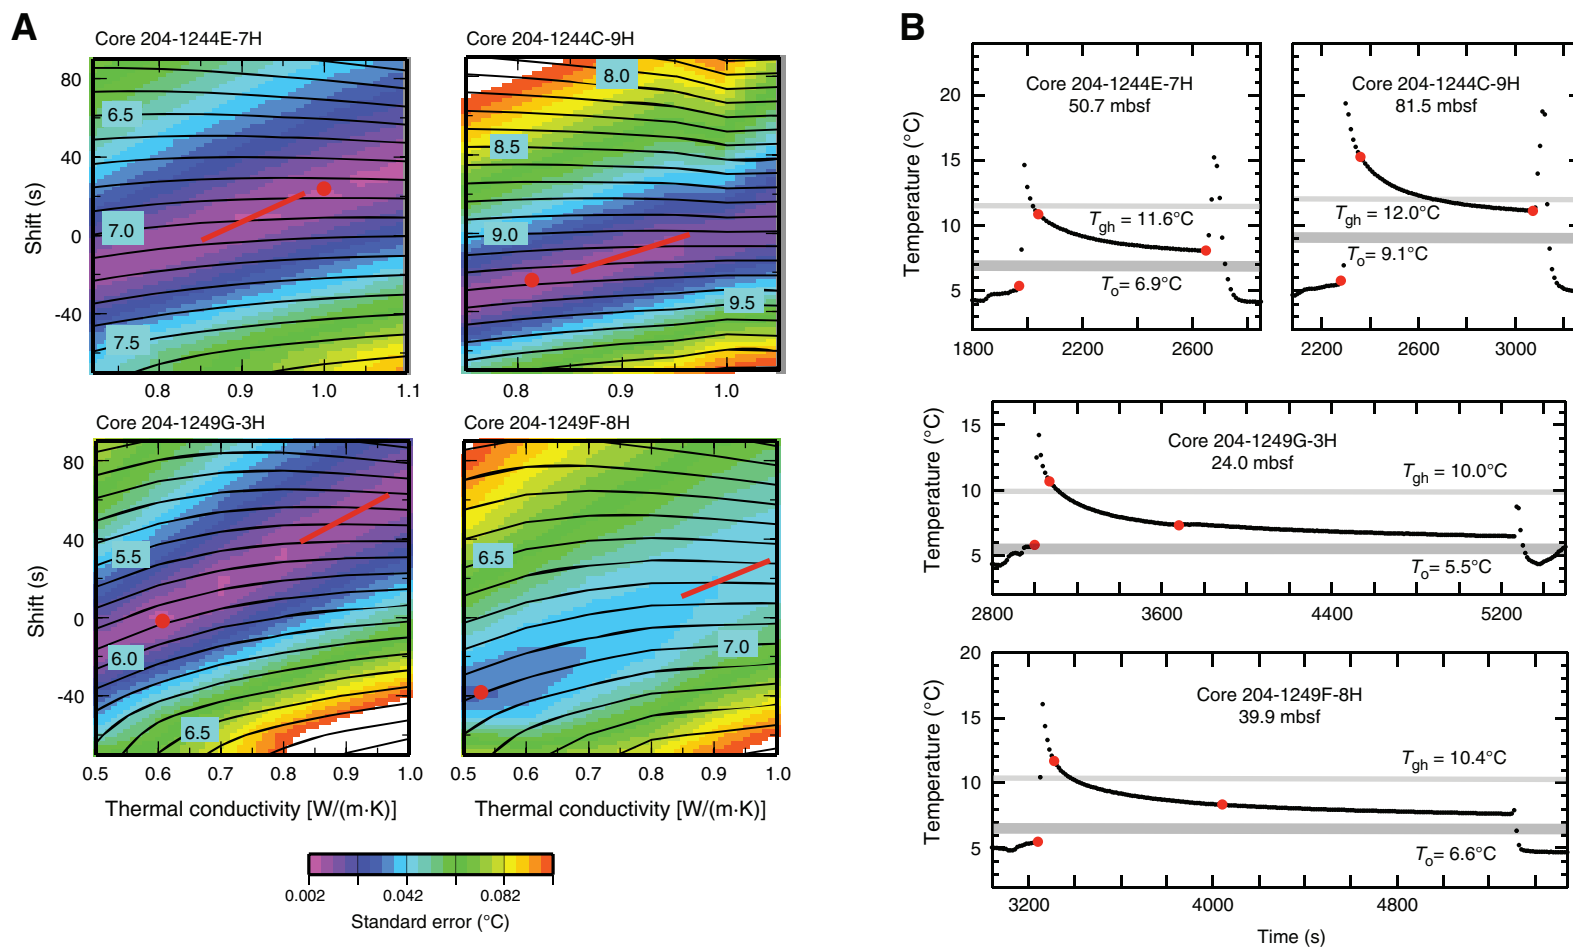 A
Core 204-1244E-7H
Core 204-1244C-9H
80
40
0
-40
Shift (s)
6.5
7.0
7.5
0.8
0.9
1.0
1.1
8.0
8.5
9.0
9.5
0.8
0.9
1.0
Core 204-1249G-3H
Core 204-1249F-8H
80
40
0
-40
Shift (s)
5.5
6.0
6.5
0.5
0.6
0.7
0.8
0.9
1.0
6.5
7.0
0.5
0.6
0.7
0.8
0.9
1.0
Thermal conductivity [W/(m·K)]
Thermal conductivity [W/(m·K)]
0.002
0.042
0.082
Standard error (°C)
B
Temperature (°C)
20
15
10
5
Core 204-1244E-7H
50.7 mbsf
Tgh = 11.6°C
To= 6.9°C
1800
2200
2600
Core 204-1244C-9H
81.5 mbsf
Tgh = 12.0°C
To= 9.1°C
2200
2600
3000
Temperature (°C)
15
10
5
Core 204-1249G-3H
24.0 mbsf
Tgh = 10.0°C
To= 5.5°C
2800
3600
4400
5200
Temperature (°C)
20
15
10
5
Core 204-1249F-8H
39.9 mbsf
Tgh = 10.4°C
To= 6.6°C
3200
4000
4800
Time (s)